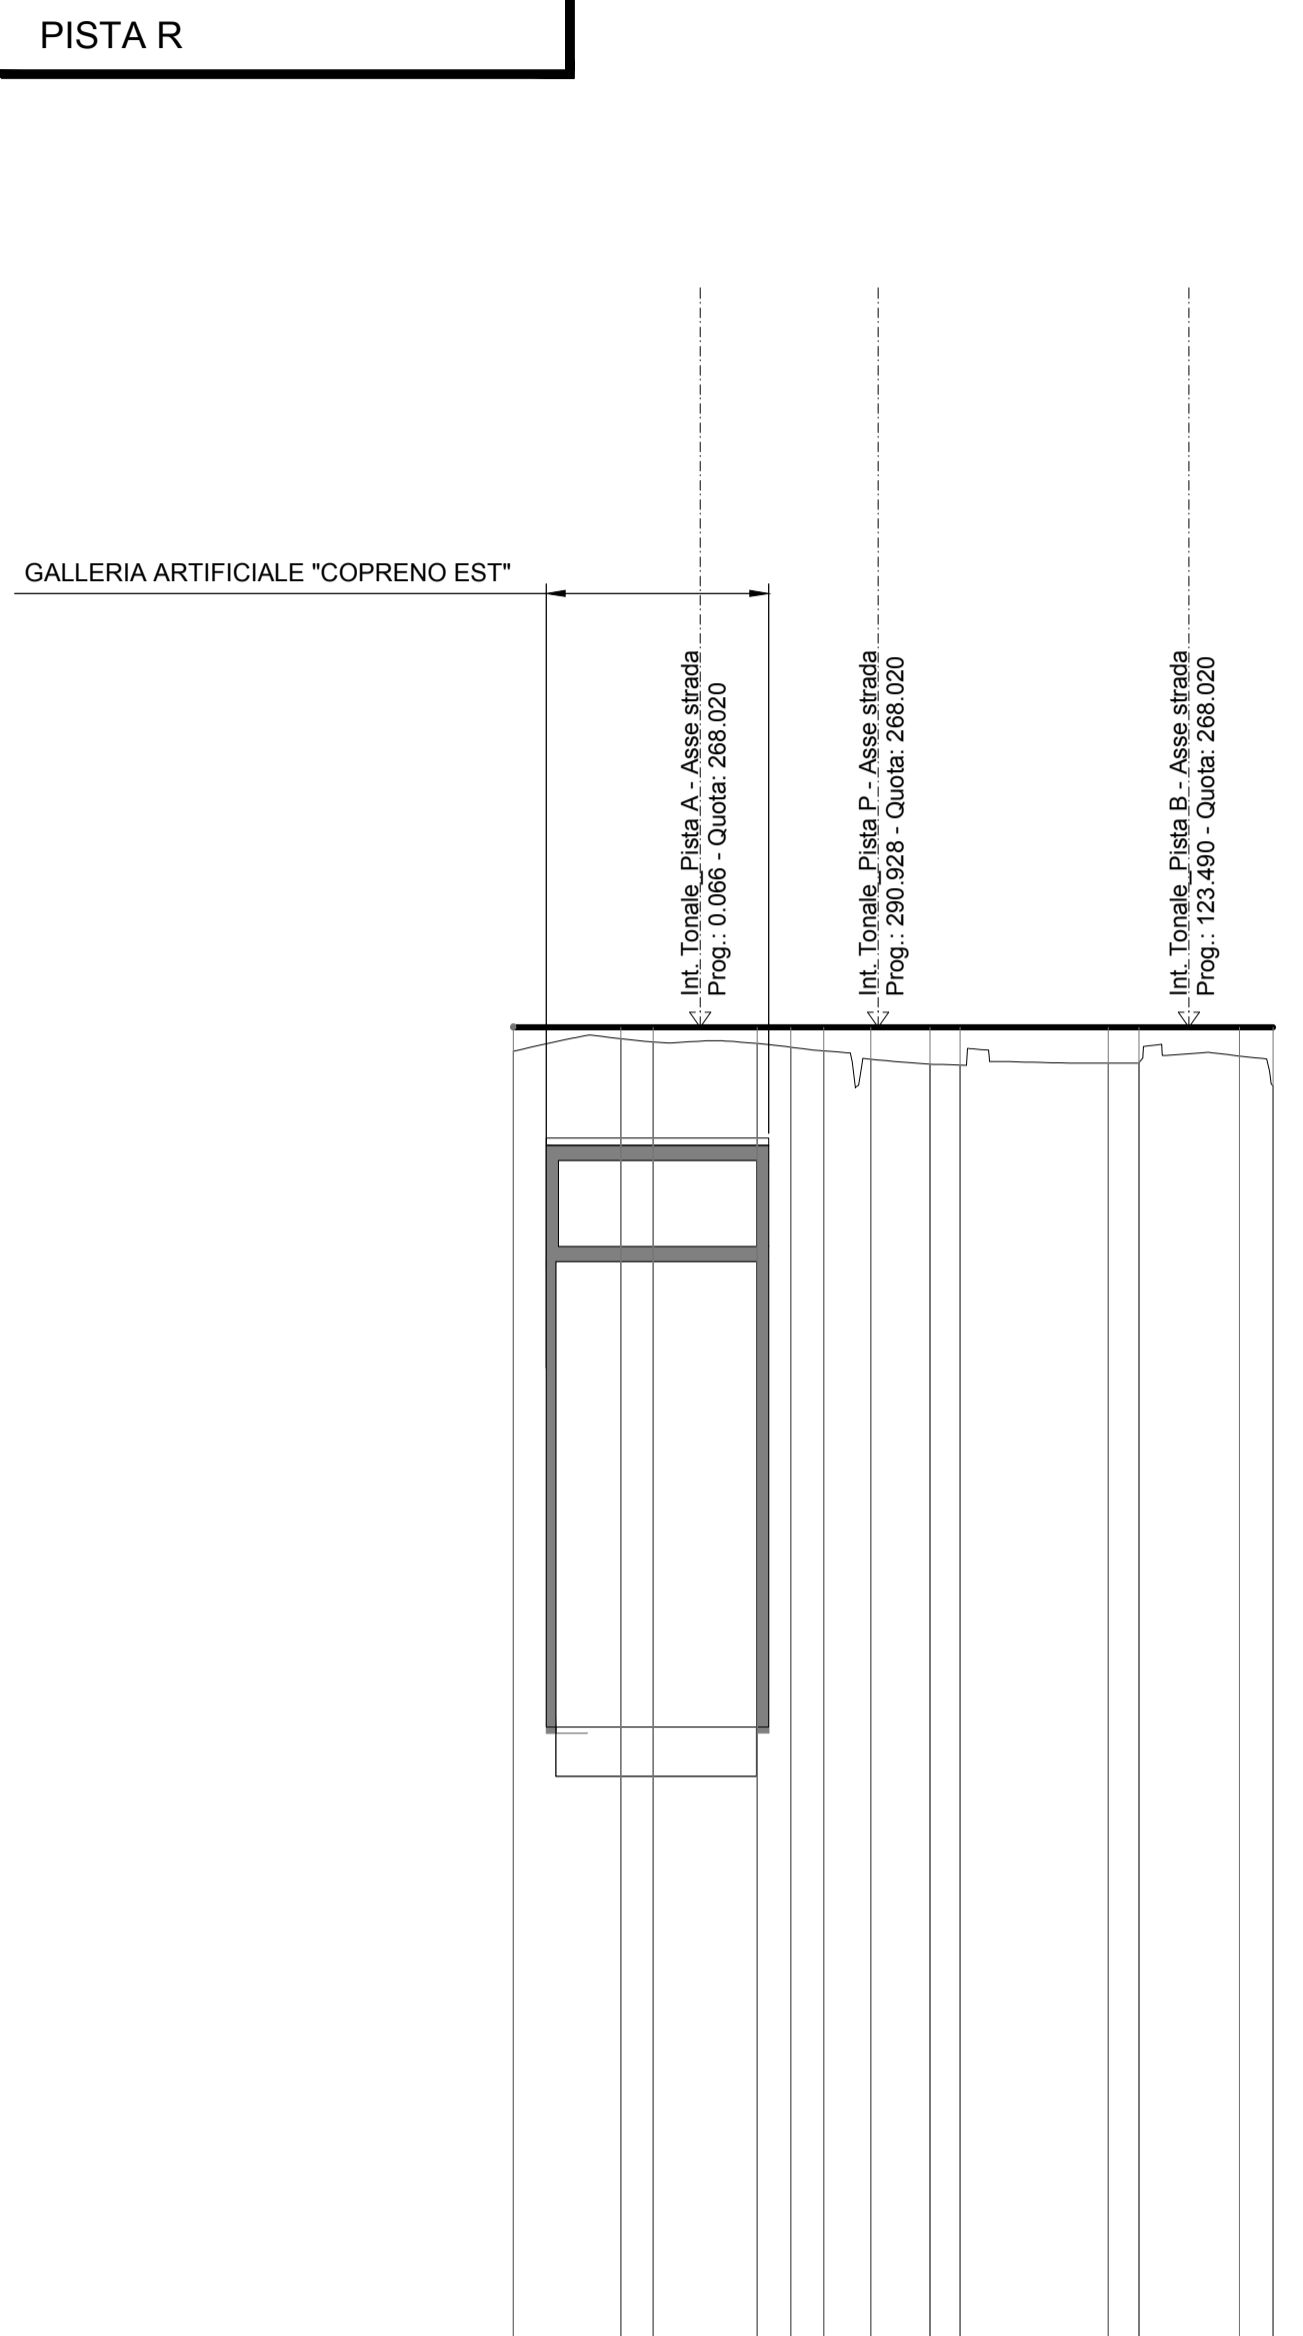 PISTA R
GALLERIA ARTIFICIALE "COPRENO EST"
Int. Tonale_Pista A - Asse strada
Prog.: 0.066 - Quota: 268.020
Int. Tonale_Pista P - Asse strada
Prog.: 290.928 - Quota: 268.020
Int. Tonale_Pista B - Asse strada
Prog.: 123.490 - Quota: 268.020